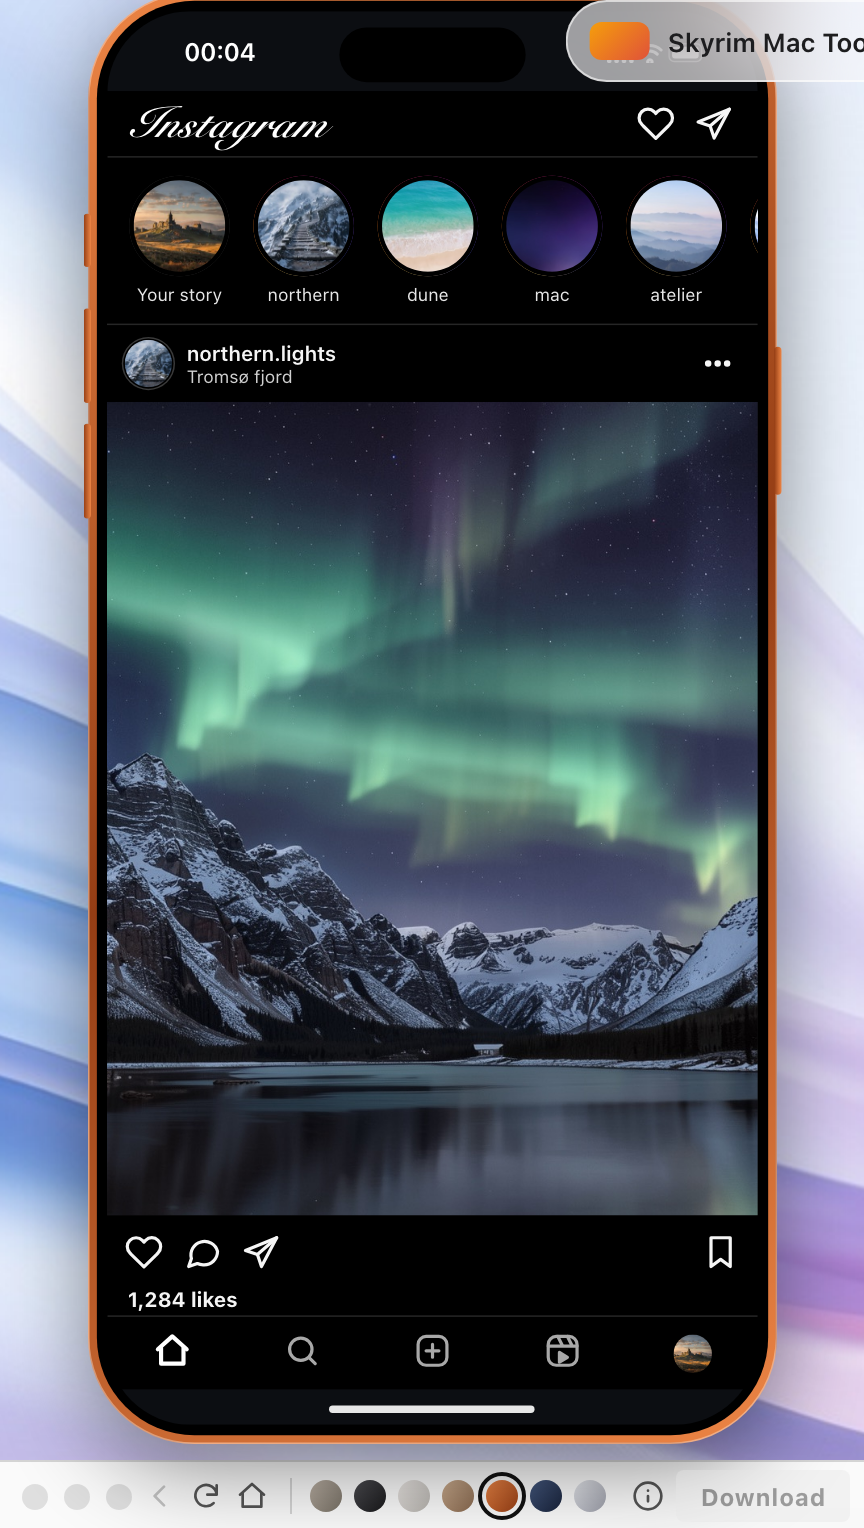 00:04
Skyrim Mac Too
Instagram
Your story
northern
dune
mac
atelier
northern.lights
Tromsø fjord
1,284 likes
Download